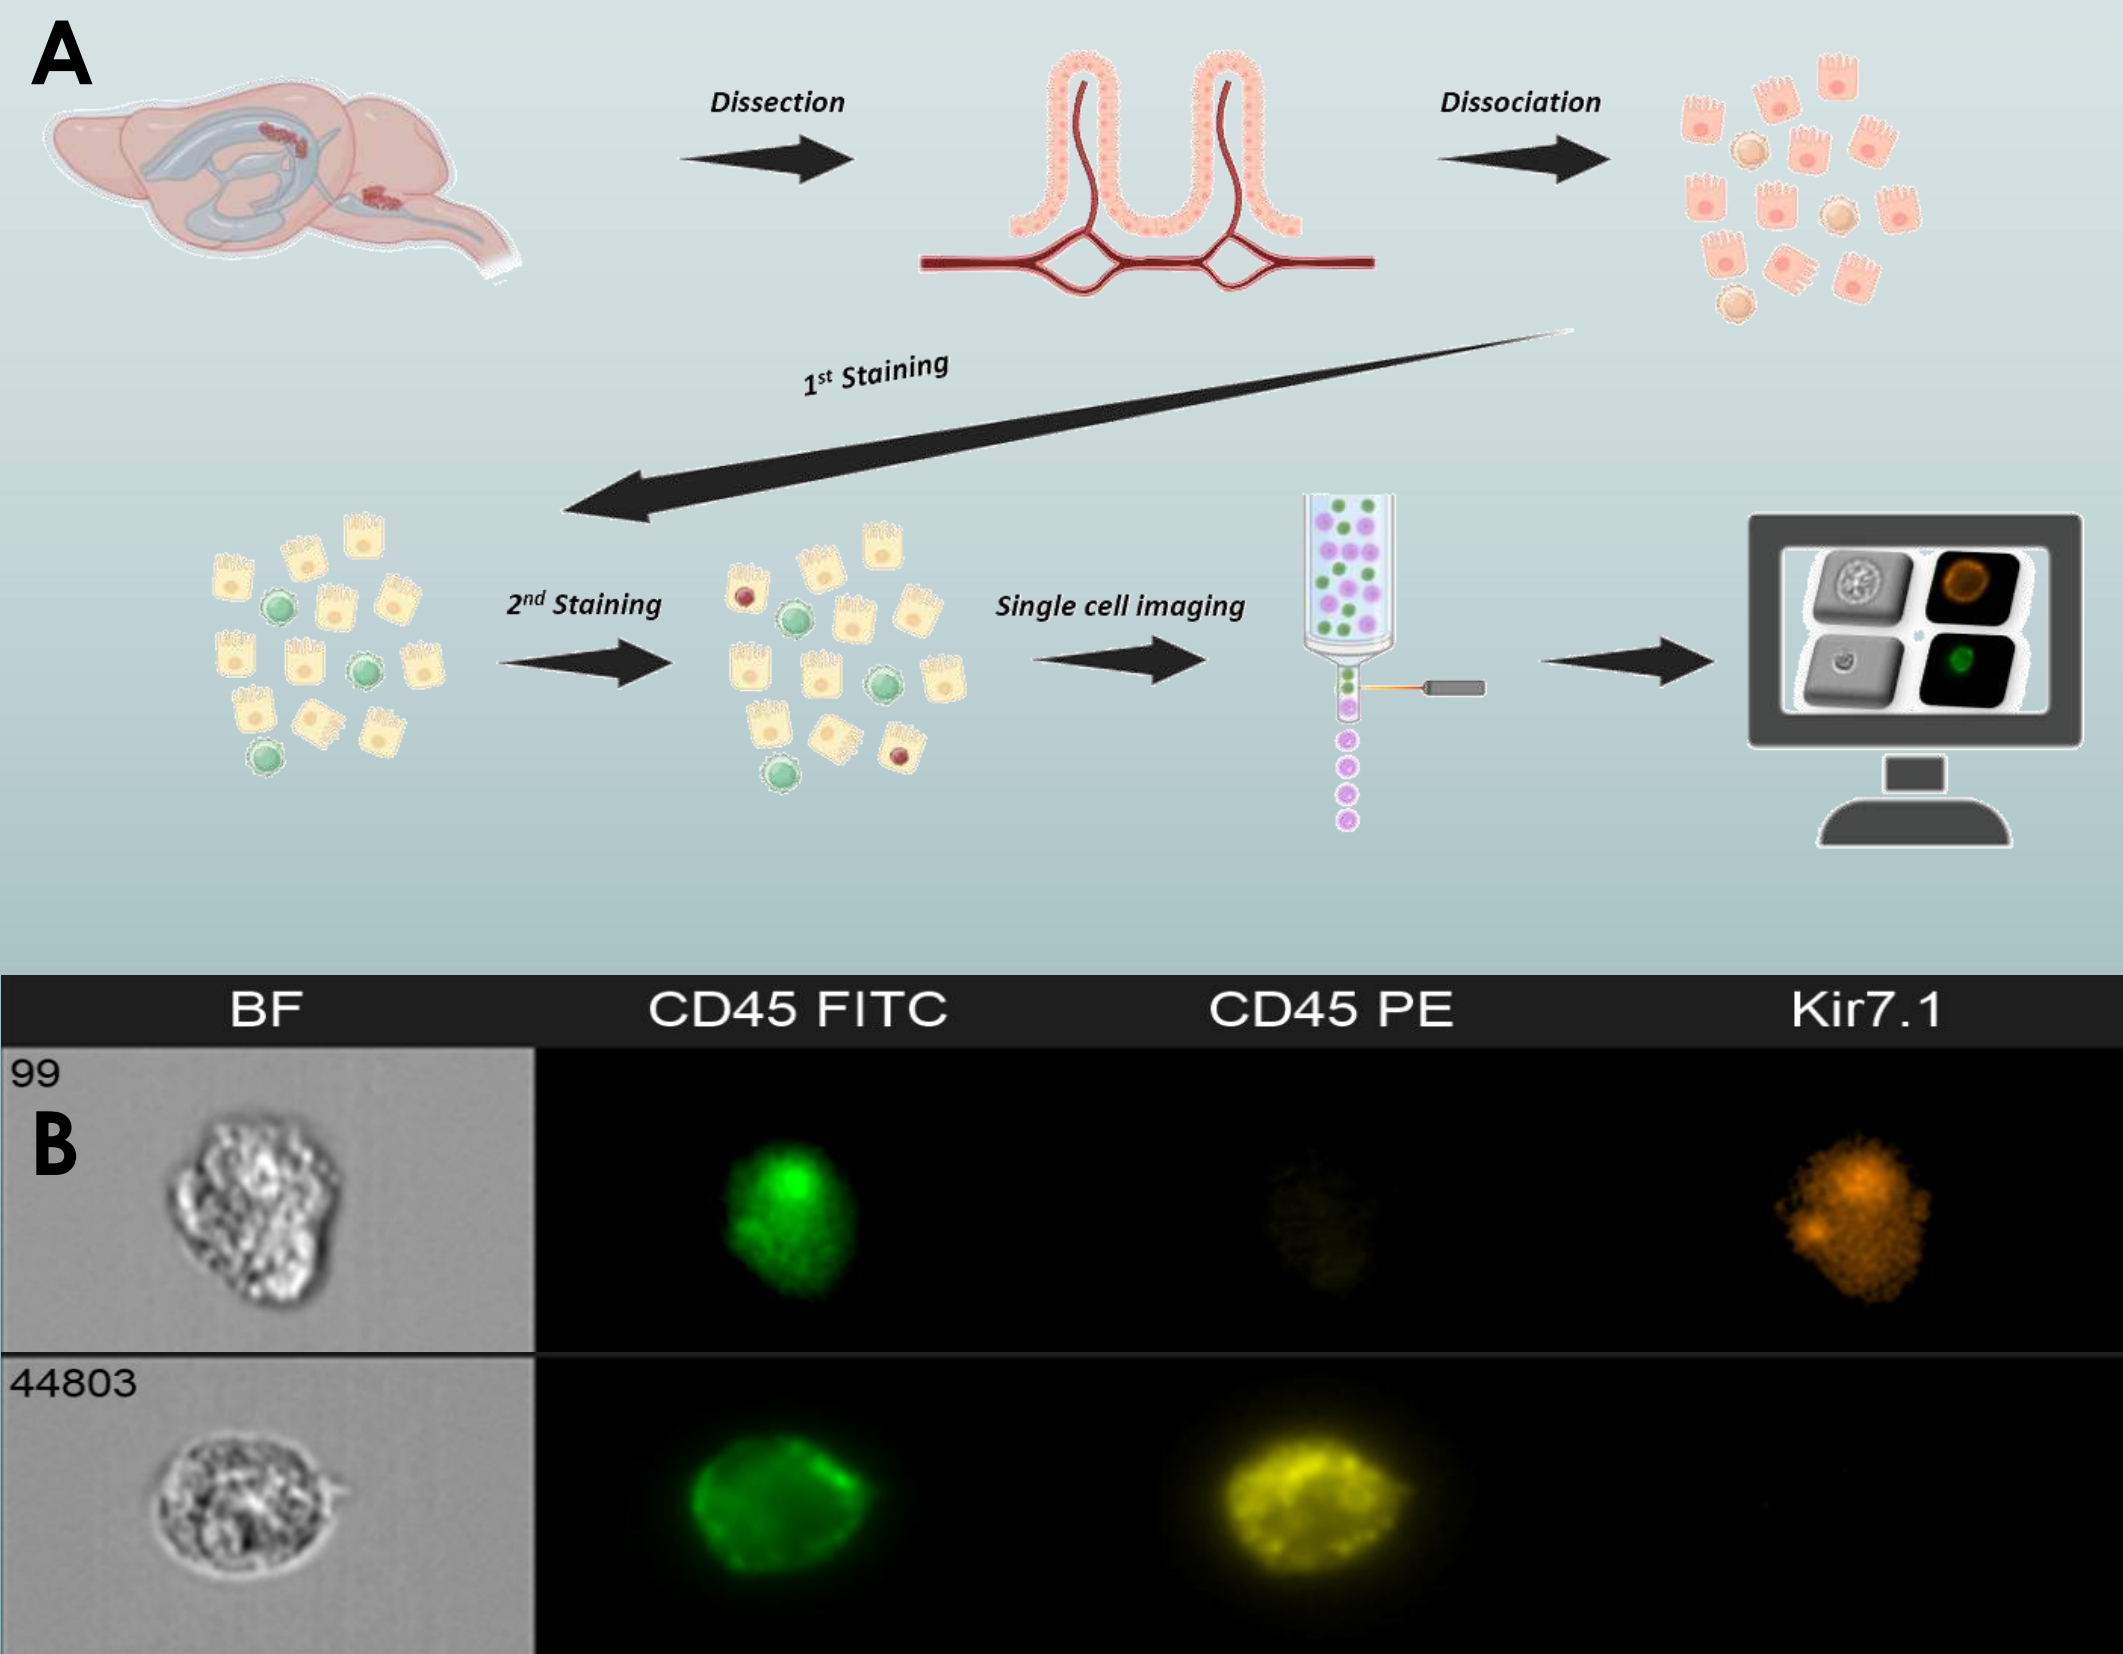 A
Dissection
Dissociation
1st Staining
2nd Staining
Single cell imaging
BF CD45 FITC CD45 PE Kir7.1
99
B
44803